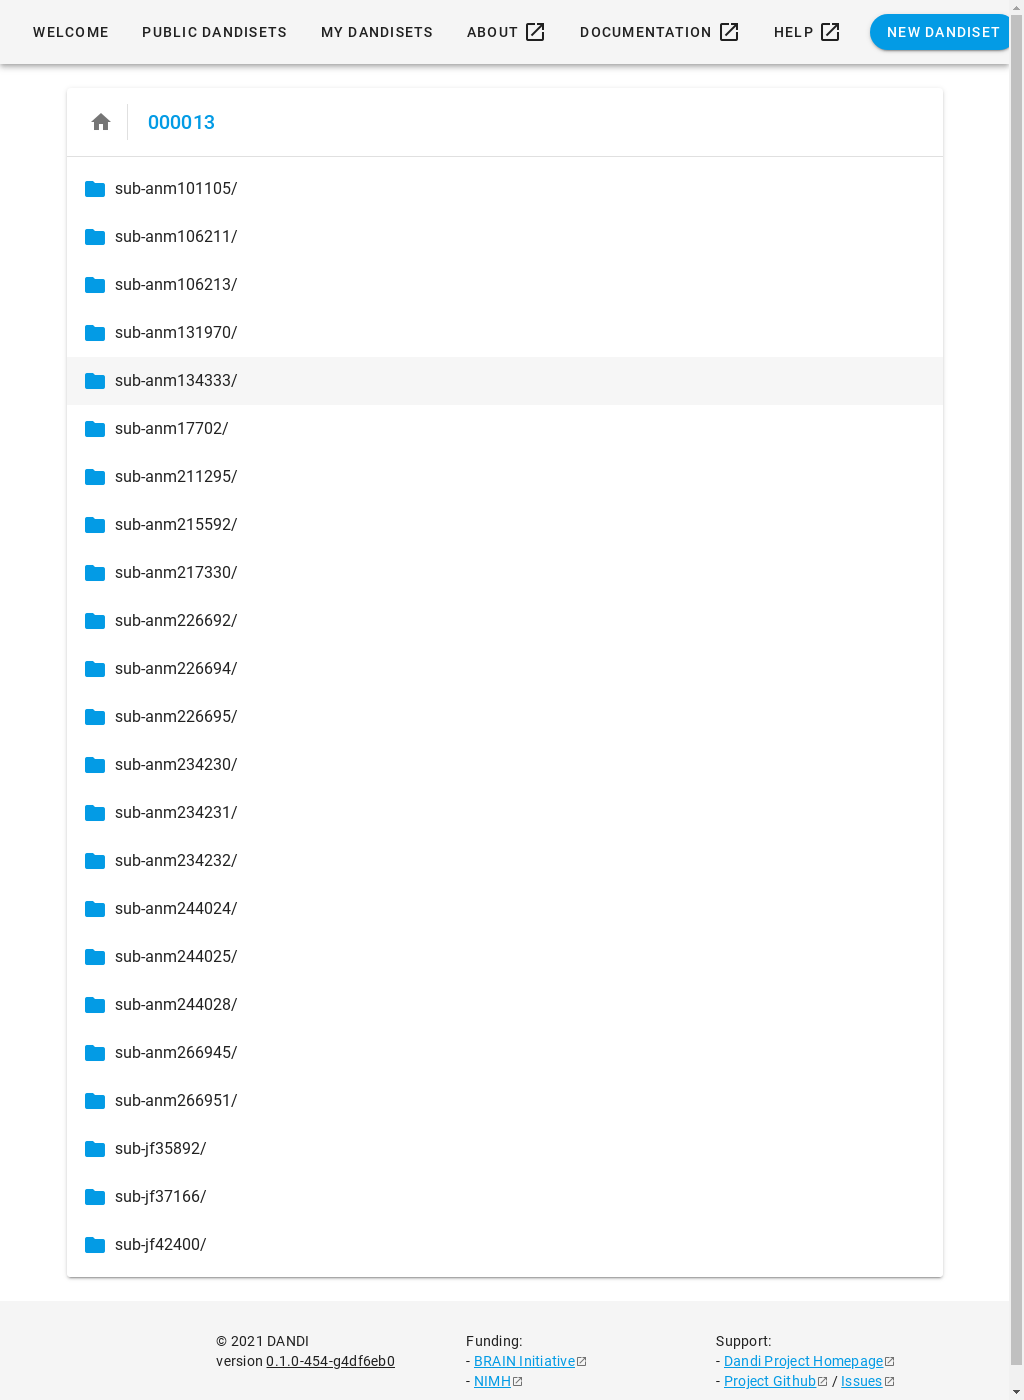 WELCOME PUBLIC DANDISETS MY DANDISETS ABOUT DOCUMENTATION HELP NEW DANDISET
000013
sub-anm101105/
sub-anm106211/
sub-anm106213/
sub-anm131970/
sub-anm134333/
sub-anm17702/
sub-anm211295/
sub-anm215592/
sub-anm217330/
sub-anm226692/
sub-anm226694/
sub-anm226695/
sub-anm234230/
sub-anm234231/
sub-anm234232/
sub-anm244024/
sub-anm244025/
sub-anm244028/
sub-anm266945/
sub-anm266951/
sub-jf35892/
sub-jf37166/
sub-jf42400/
© 2021 DANDI
version 0.1.0-454-g4df6eb0
Funding:
- BRAIN Initiative
- NIMH
Support:
- Dandi Project Homepage
- Project Github / Issues